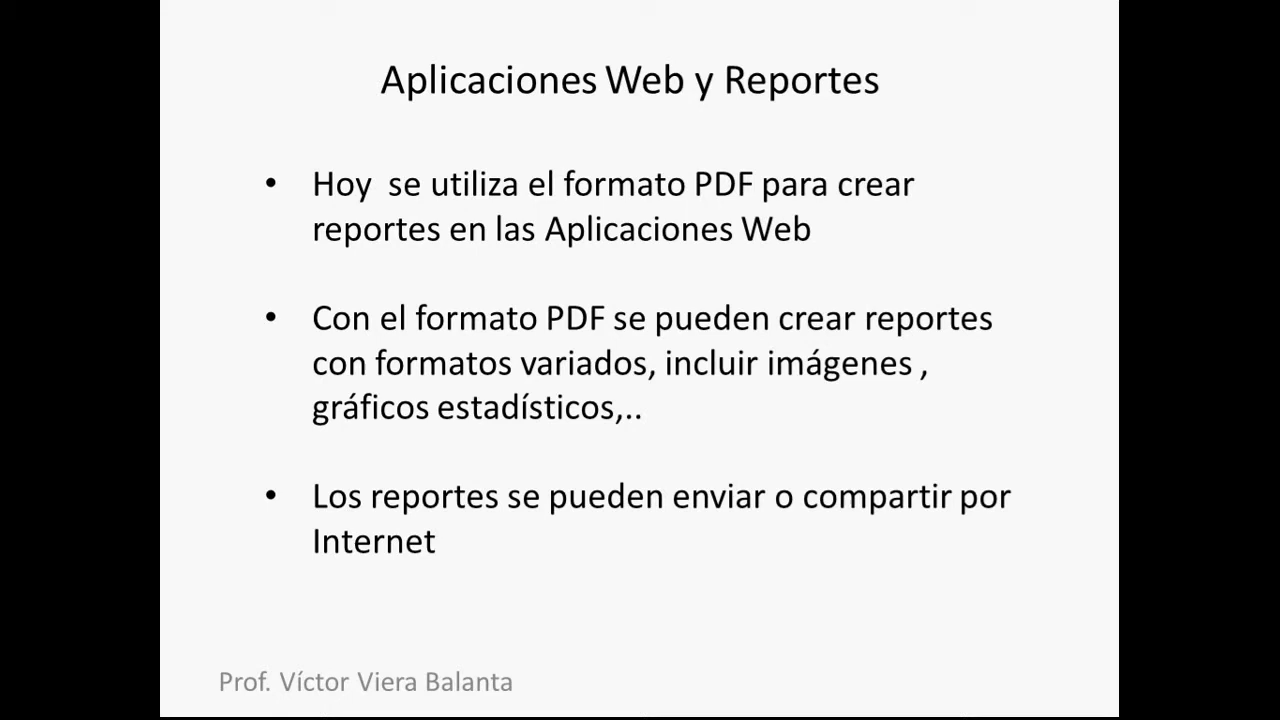 Aplicaciones Web y Reportes
• Hoy  se utiliza el formato PDF para crear
reportes en las Aplicaciones Web
• Con el formato PDF se pueden crear reportes
con formatos variados, incluir imágenes ,
gráficos estadísticos,..
• Los reportes se pueden enviar o compartir por
Internet
Prof. Víctor Viera Balanta